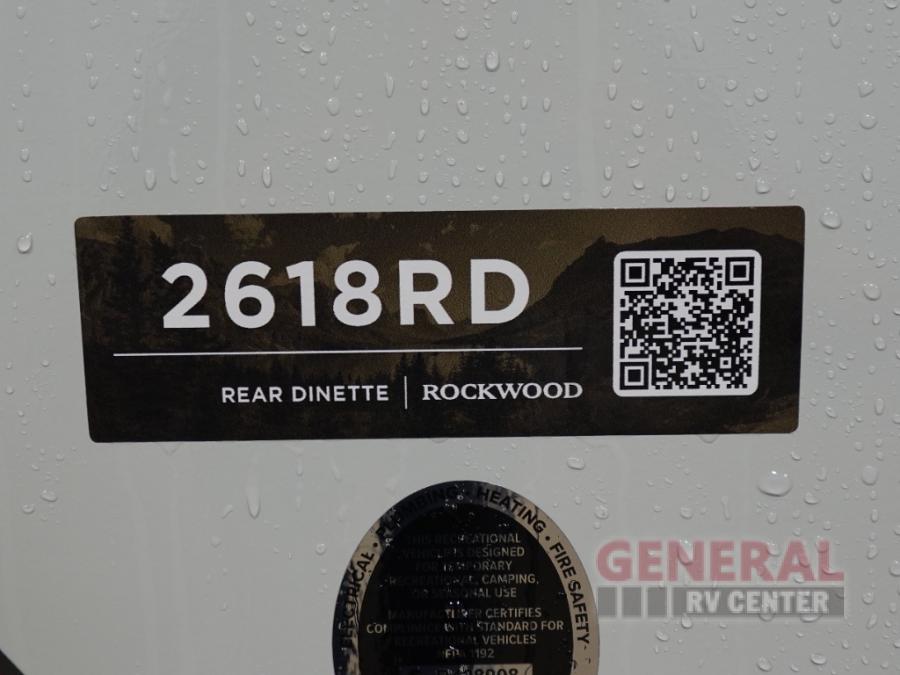 2618RD
REAR DINETTE | ROCKWOOD
ELECTRICAL · PLUMBING · HEATING · FIRE SAFETY ·
THIS RECREATIONAL
VEHICLE IS DESIGNED
FOR TEMPORARY
RECREATIONAL, CAMPING,
OR SEASONAL USE
MANUFACTURER CERTIFIES
COMPLIANCE WITH STANDARD FOR
RECREATIONAL VEHICLES
NFPA 1192
GENERAL
RV CENTER